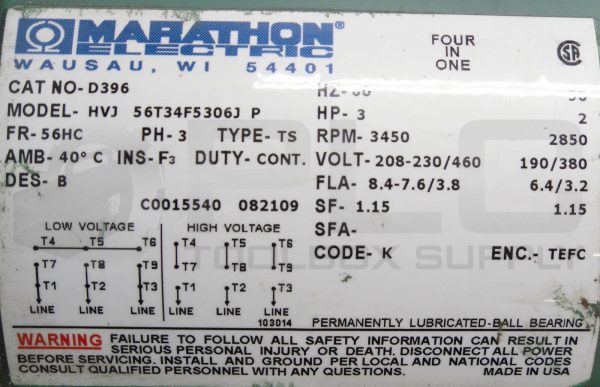 MARATHON
ELECTRIC
WAUSAU, WI 54401
FOUR
IN
ONE
CAT NO- D396
MODEL- HVJ 56T34F5306J P
FR- 56HC PH- 3 TYPE- TS
AMB- 40°C INS- F3 DUTY- CONT.
DES- B
C0015540 082109
HZ- 60 50
HP- 3 2
RPM- 3450 2850
VOLT- 208-230/460 190/380
FLA- 8.4-7.6/3.8 6.4/3.2
SF- 1.15 1.15
SFA-
CODE- K ENC.- TEFC
LOW VOLTAGE
T4 T5 T6
T7 T8 T9
T1 T2 T3
LINE LINE LINE
HIGH VOLTAGE
T4 T5 T6
T7 T8 T9
T1 T2 T3
LINE LINE LINE
103014
PERMANENTLY LUBRICATED-BALL BEARING
WARNING FAILURE TO FOLLOW ALL SAFETY INFORMATION CAN RESULT IN
SERIOUS PERSONAL INJURY OR DEATH. DISCONNECT ALL POWER
BEFORE SERVICING. INSTALL AND GROUND PER LOCAL AND NATIONAL CODES
CONSULT QUALIFIED PERSONNEL WITH ANY QUESTIONS. MADE IN USA
PLC
TOOLBOX SUPPLY